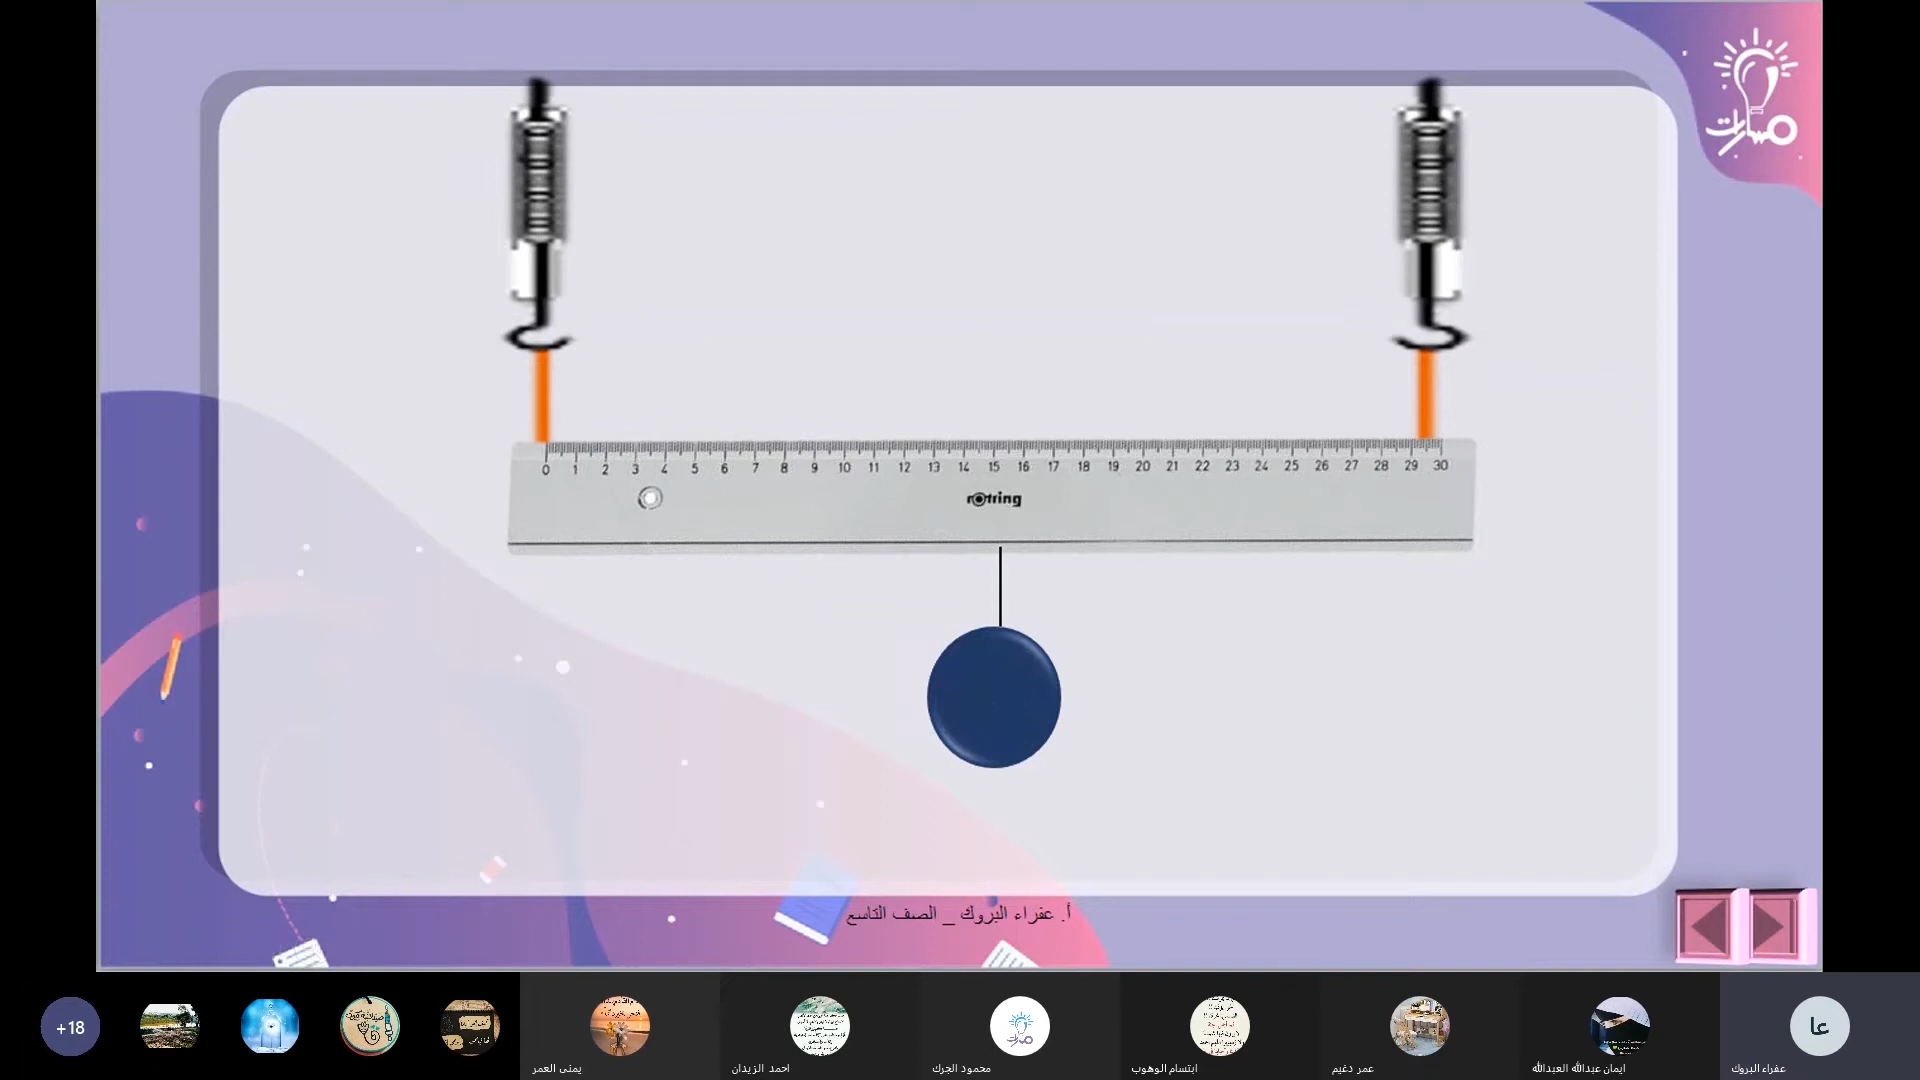 مسارات
0 1 2 3 4 5 6 7 8 9 10 11 12 13 14 15 16 17 18 19 20 21 22 23 24 25 26 27 28 29 30
rotring
أ. عفراء البروك _ الصف التاسع
+18
يمنى العمر
احمد الزيدان
محمود الجرك
ابتسام الوهوب
عمر دغيم
ايمان عبدالله العبدالله
عا
عفراء البروك